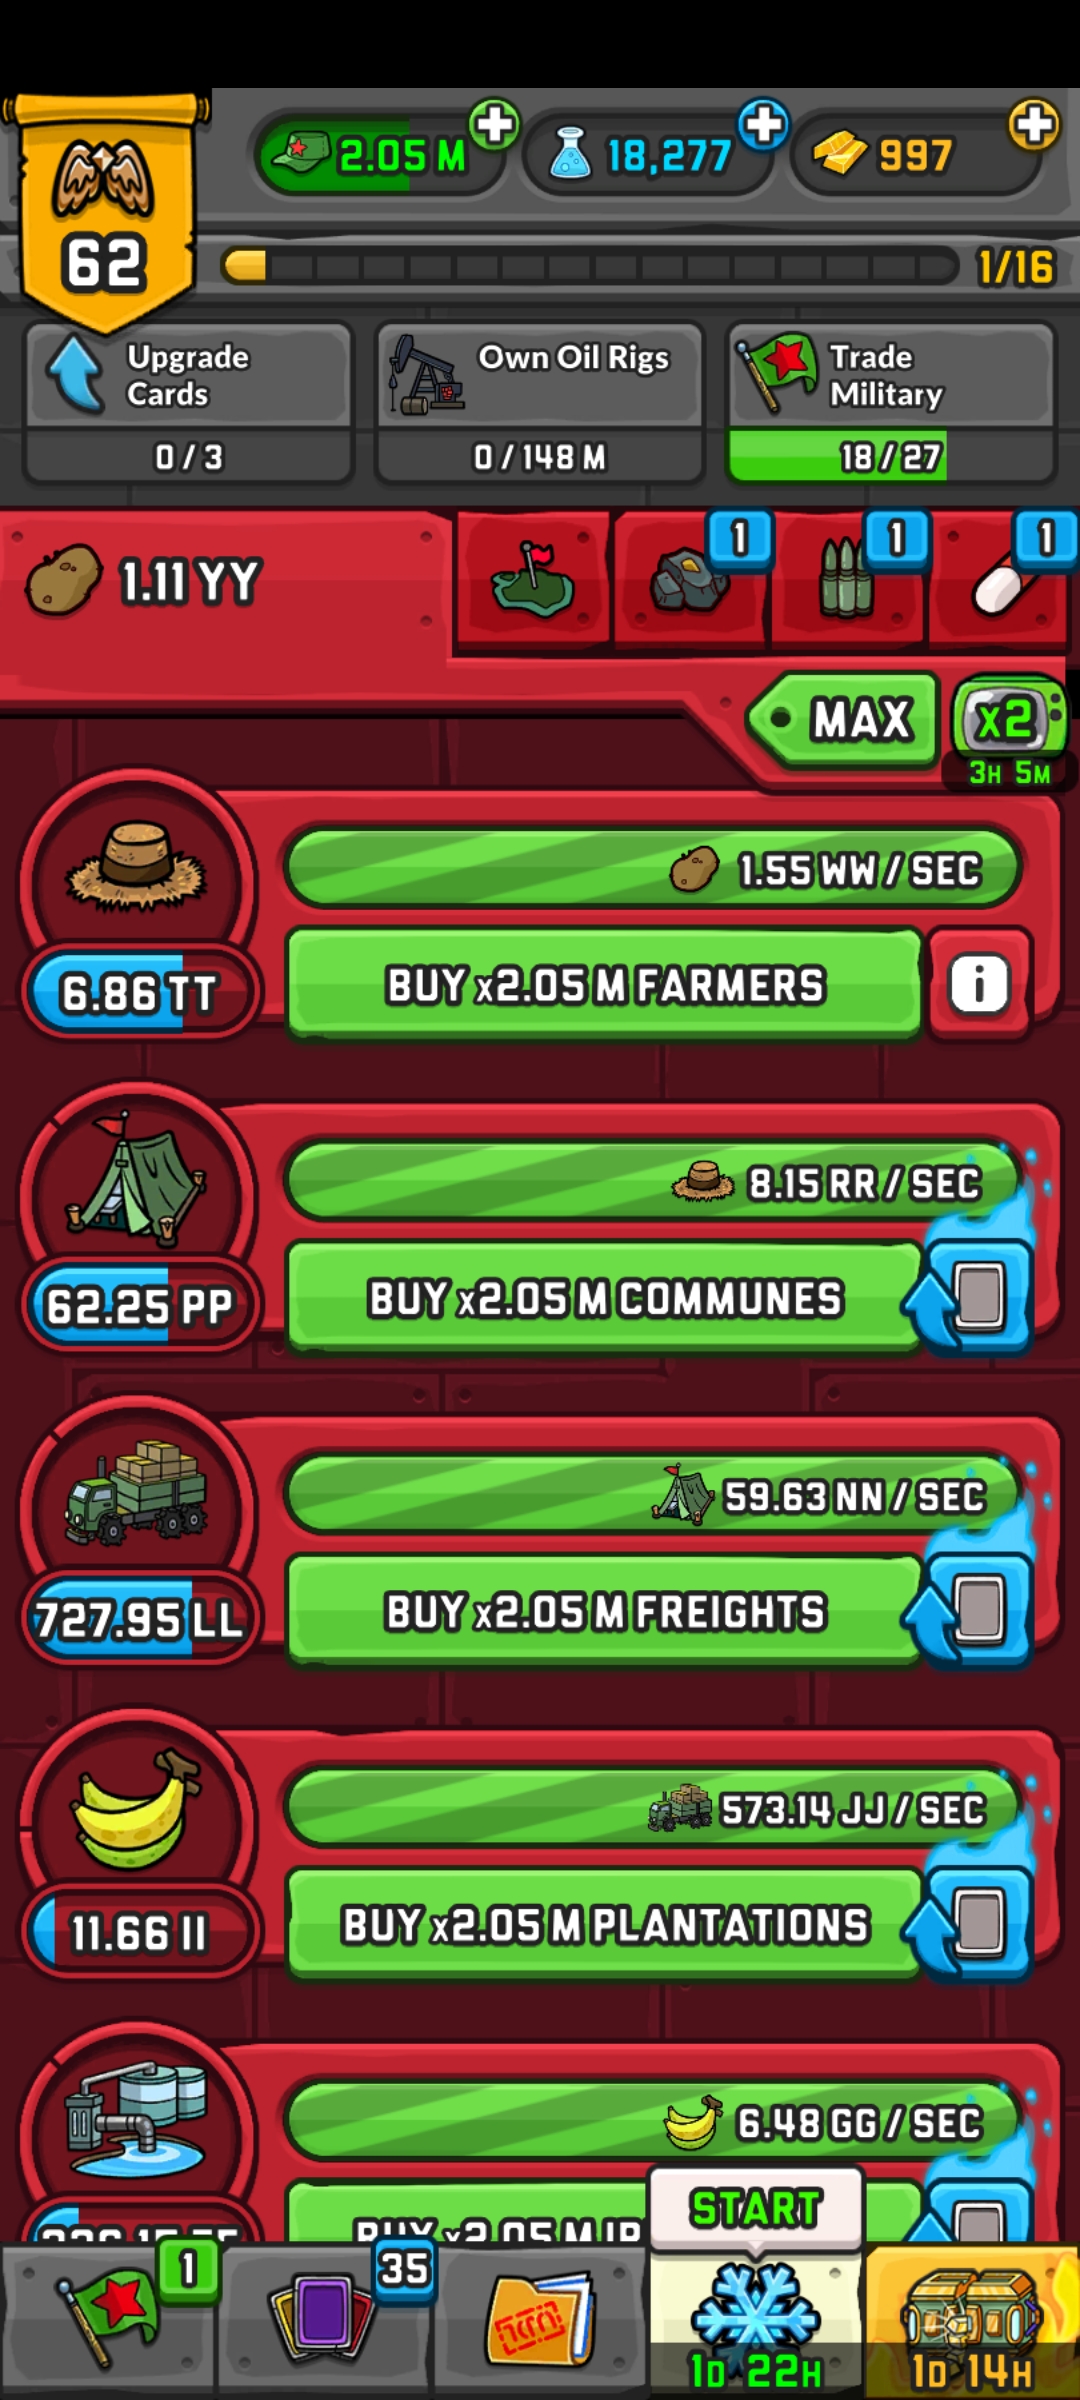 2.05 M
18,277
997
62
1/16
Upgrade
Cards
0 / 3
Own Oil Rigs
0 / 148 M
Trade
Military
18 / 27
1.11 YY
1
1
1
MAX
x2
3H 5M
1.55 WW / SEC
6.86 TT
BUY x2.05 M FARMERS
i
8.15 RR / SEC
62.25 PP
BUY x2.05 M COMMUNES
59.63 NN / SEC
727.95 LL
BUY x2.05 M FREIGHTS
573.14 JJ / SEC
11.66 II
BUY x2.05 M PLANTATIONS
6.48 GG / SEC
BUY x2.05 M
START
1
35
1D 22H
1D 14H